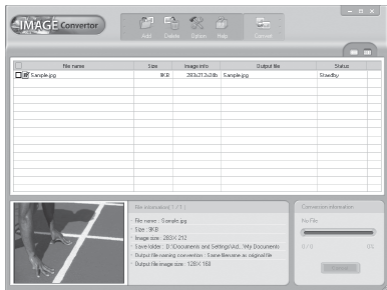 IMAGE Convertor
Add Delete Option Help Convert
File name Size Image info Output file Status
Sample.jpg 9KB 283x212x24b Sample.jpg Standby
File information( 1 / 1 )
File name : Sample.jpg
Size : 9KB
Image size : 283X 212
Save folder : D:\Documents and Settings\Ad...\My Documents
Output file naming convention : Same filename as original file
Output file image size : 128X 160
Conversion Information
No File
0 / 0 0%